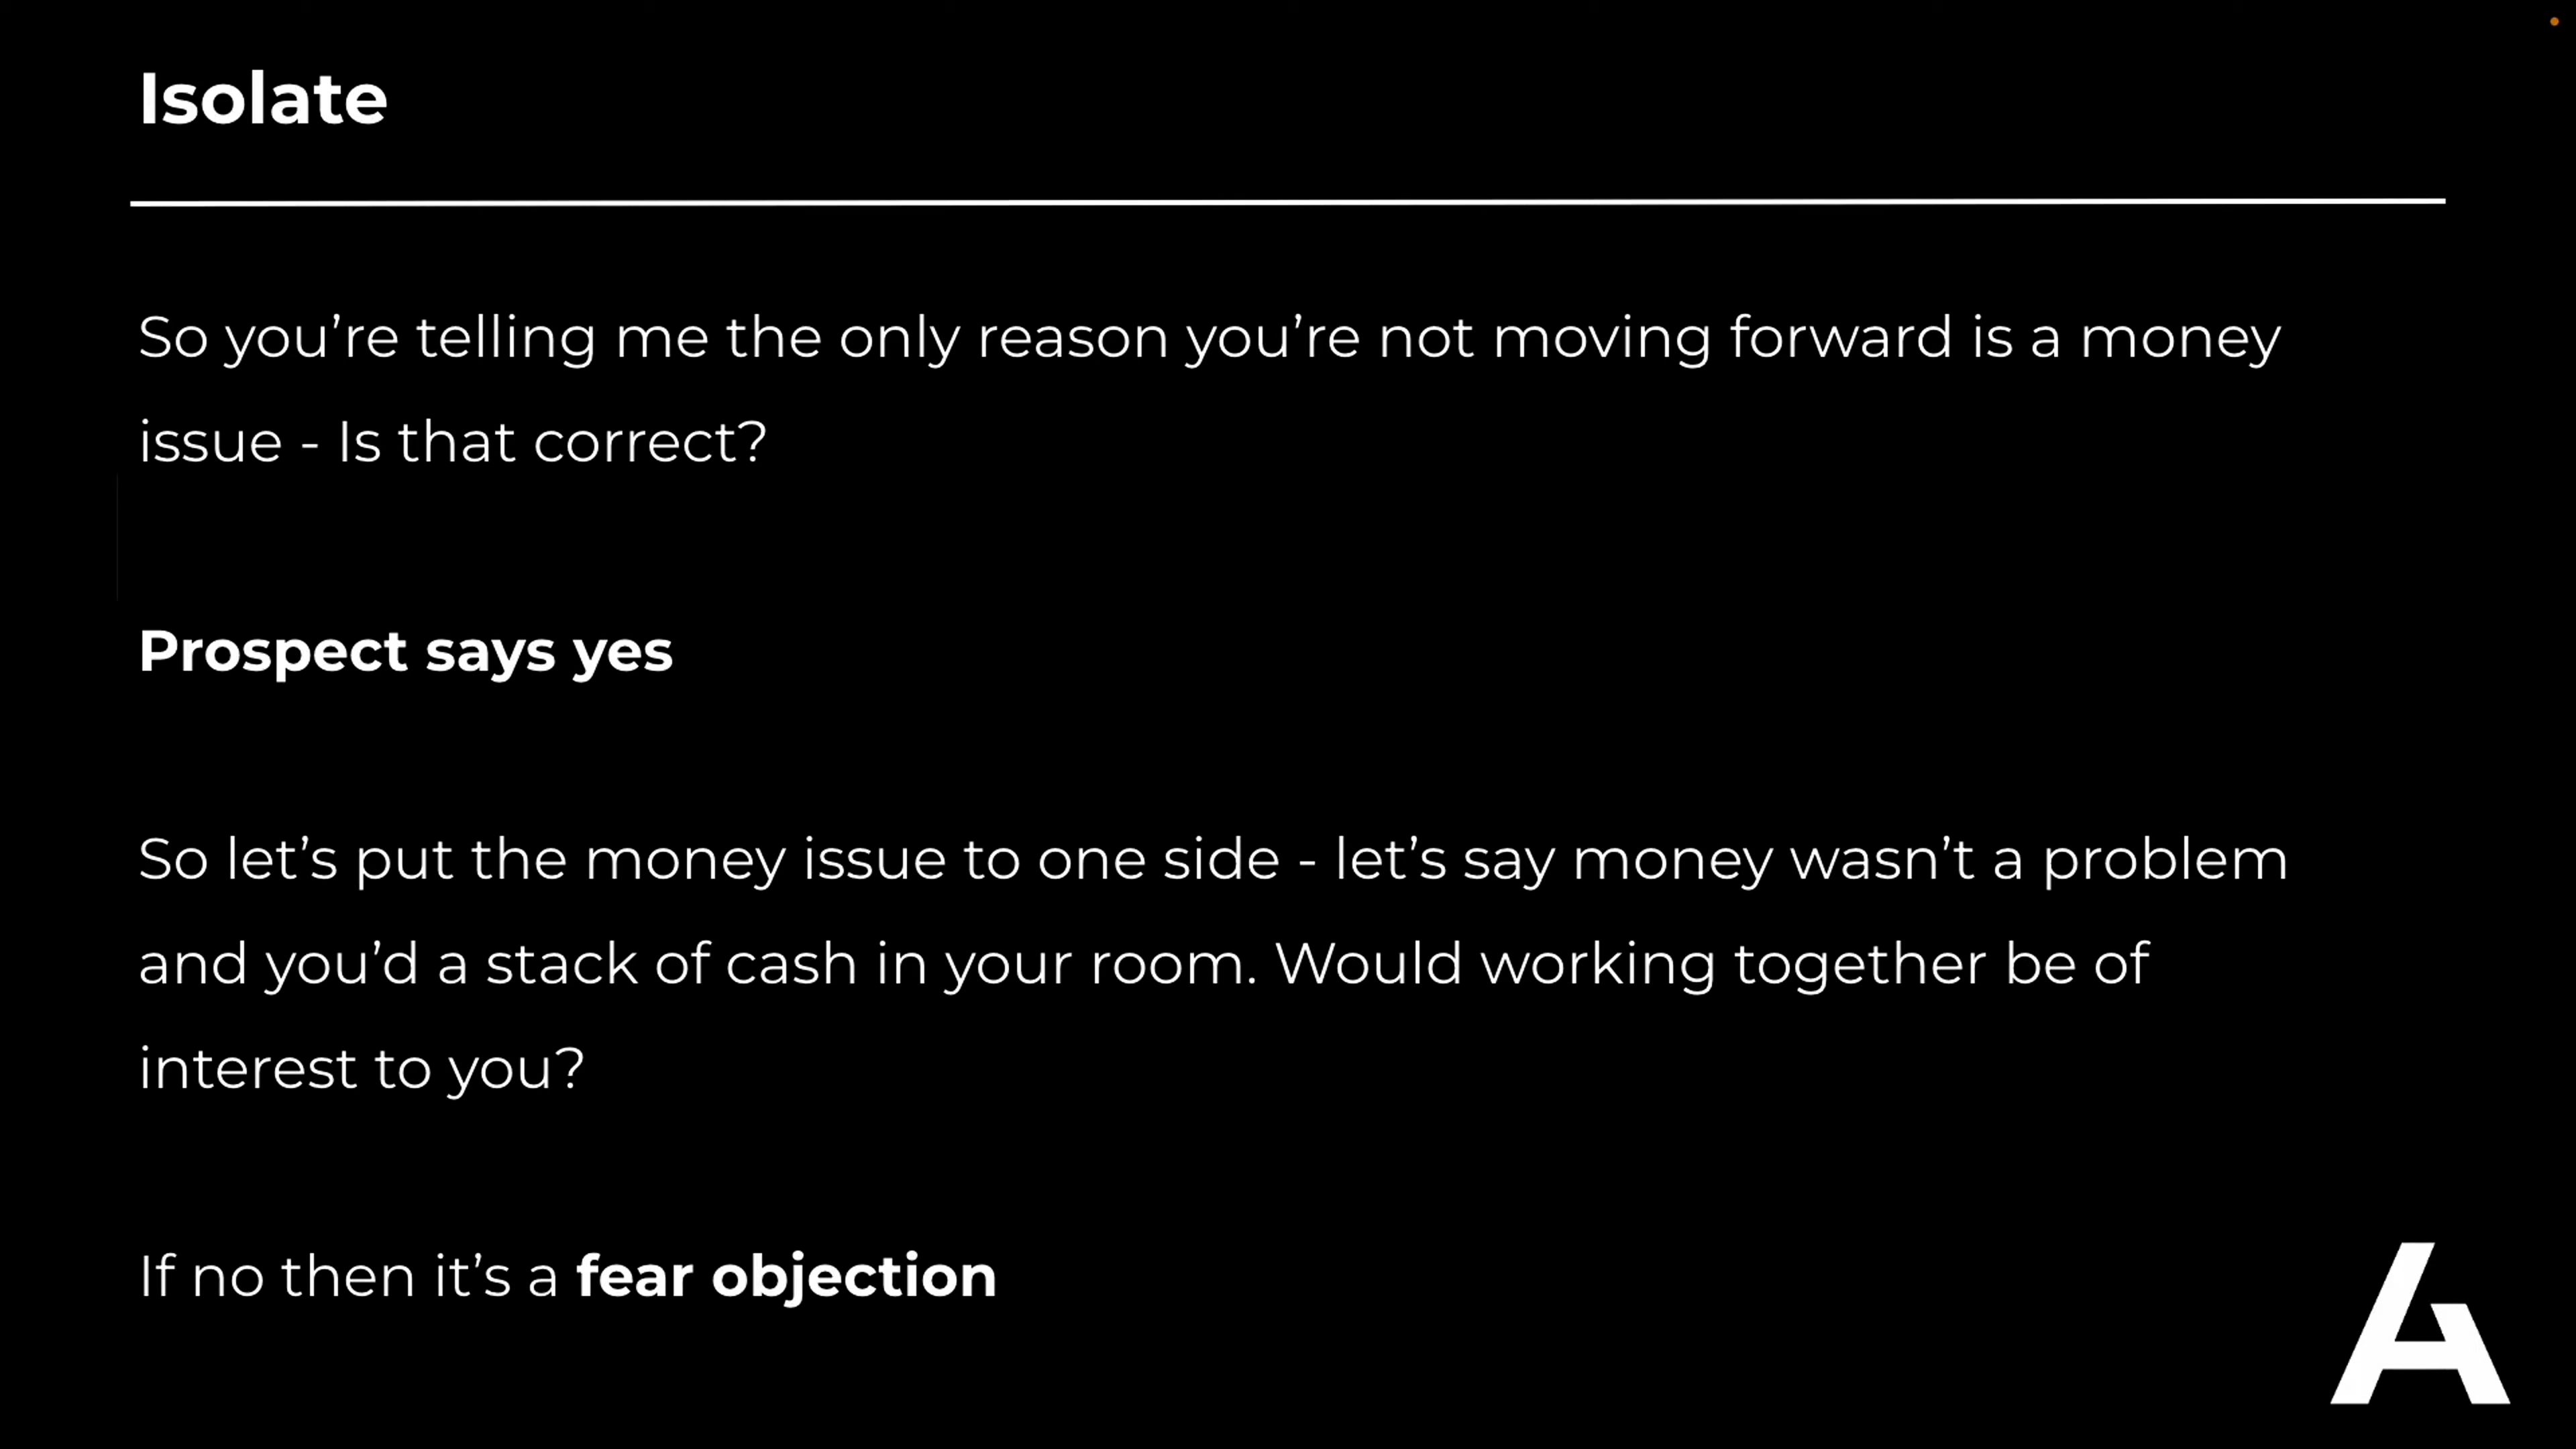 Isolate
So you’re telling me the only reason you’re not moving forward is a money
issue - Is that correct?
Prospect says yes
So let’s put the money issue to one side - let’s say money wasn’t a problem
and you’d a stack of cash in your room. Would working together be of
interest to you?
If no then it’s a fear objection